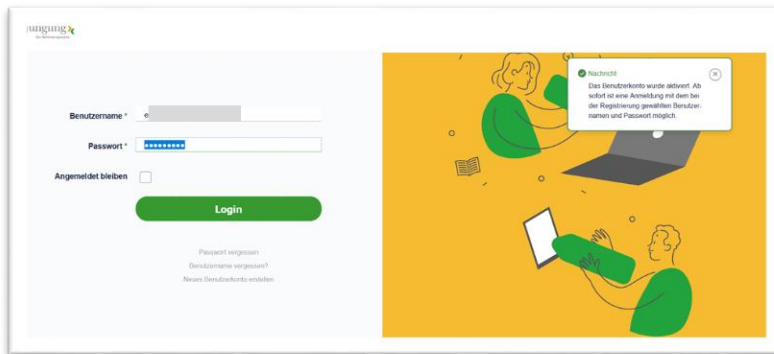 Benutzername *
e
Passwort *
Angemeldet bleiben
Login
Passwort vergessen
Benutzername vergessen?
Neues Benutzerkonto erstellen
Nachricht
Das Benutzerkonto wurde aktiviert. Ab
sofort ist eine Anmeldung mit dem bei
der Registrierung gewählten Benutzer-
namen und Passwort möglich.